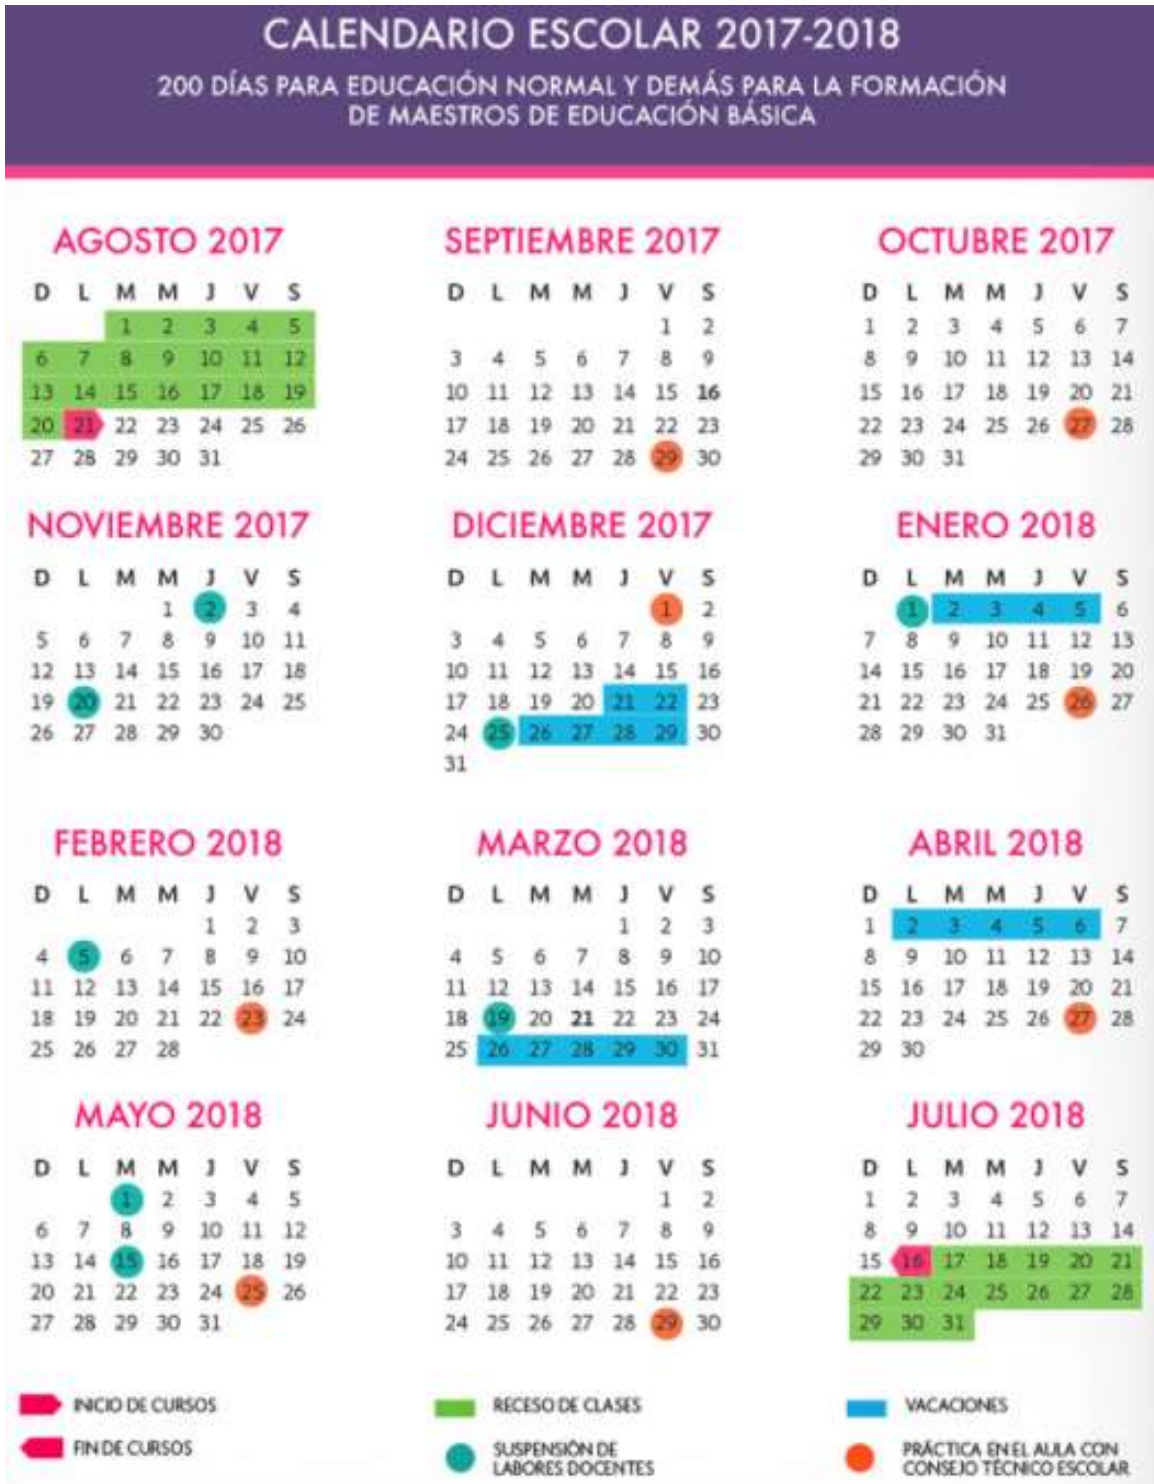 CALENDARIO ESCOLAR 2017-2018
200 DÍAS PARA EDUCACIÓN NORMAL Y DEMÁS PARA LA FORMACIÓN
DE MAESTROS DE EDUCACIÓN BÁSICA
AGOSTO 2017
D L M M J V S
1 2 3 4 5
6 7 8 9 10 11 12
13 14 15 16 17 18 19
20 21 22 23 24 25 26
27 28 29 30 31
SEPTIEMBRE 2017
D L M M J V S
1 2
3 4 5 6 7 8 9
10 11 12 13 14 15 16
17 18 19 20 21 22 23
24 25 26 27 28 29 30
OCTUBRE 2017
D L M M J V S
1 2 3 4 5 6 7
8 9 10 11 12 13 14
15 16 17 18 19 20 21
22 23 24 25 26 27 28
29 30 31
NOVIEMBRE 2017
D L M M J V S
1 2 3 4
5 6 7 8 9 10 11
12 13 14 15 16 17 18
19 20 21 22 23 24 25
26 27 28 29 30
DICIEMBRE 2017
D L M M J V S
1 2
3 4 5 6 7 8 9
10 11 12 13 14 15 16
17 18 19 20 21 22 23
24 25 26 27 28 29 30
31
ENERO 2018
D L M M J V S
1 2 3 4 5 6
7 8 9 10 11 12 13
14 15 16 17 18 19 20
21 22 23 24 25 26 27
28 29 30 31
FEBRERO 2018
D L M M J V S
1 2 3
4 5 6 7 8 9 10
11 12 13 14 15 16 17
18 19 20 21 22 23 24
25 26 27 28
MARZO 2018
D L M M J V S
1 2 3
4 5 6 7 8 9 10
11 12 13 14 15 16 17
18 19 20 21 22 23 24
25 26 27 28 29 30 31
ABRIL 2018
D L M M J V S
1 2 3 4 5 6 7
8 9 10 11 12 13 14
15 16 17 18 19 20 21
22 23 24 25 26 27 28
29 30
MAYO 2018
D L M M J V S
1 2 3 4 5
6 7 8 9 10 11 12
13 14 15 16 17 18 19
20 21 22 23 24 25 26
27 28 29 30 31
JUNIO 2018
D L M M J V S
1 2
3 4 5 6 7 8 9
10 11 12 13 14 15 16
17 18 19 20 21 22 23
24 25 26 27 28 29 30
JULIO 2018
D L M M J V S
1 2 3 4 5 6 7
8 9 10 11 12 13 14
15 16 17 18 19 20 21
22 23 24 25 26 27 28
29 30 31
INICIO DE CURSOS
FIN DE CURSOS
RECESO DE CLASES
SUSPENSIÓN DE
LABORES DOCENTES
VACACIONES
PRÁCTICA EN EL AULA CON
CONSEJO TÉCNICO ESCOLAR